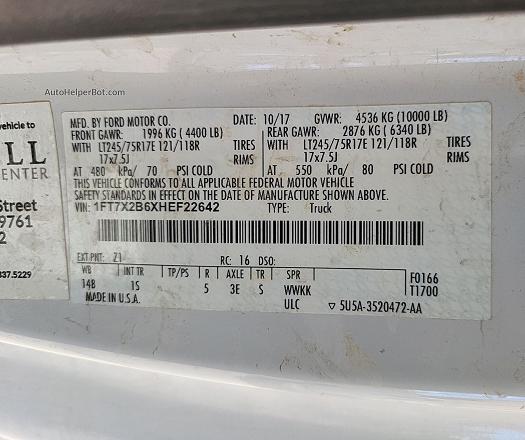 AutoHelperBot.com
vehicle to
LL
ENTER
Street
9761
2
837.5229
MFD. BY FORD MOTOR CO. DATE: 10/17 GVWR: 4536 KG (10000 LB)
FRONT GAWR: 1996 KG ( 4400 LB) REAR GAWR: 2876 KG ( 6340 LB)
WITH LT245/75R17E 121/118R TIRES WITH LT245/75R17E 121/118R TIRES
17x7.5J RIMS 17x7.5J RIMS
AT 480 kPa/ 70 PSI COLD AT 550 kPa/ 80 PSI COLD
THIS VEHICLE CONFORMS TO ALL APPLICABLE FEDERAL MOTOR VEHICLE
SAFETY STANDARDS IN EFFECT ON THE DATE OF MANUFACTURE SHOWN ABOVE.
VIN: 1FT7X2B6XHEF22642 TYPE: Truck
EXT PNT: Z1 RC: 16 DSO:
WB INT TR TP/PS R AXLE TR SPR F0166
148 1S 5 3E S WWKK T1700
MADE IN U.S.A. ULC ▽ 5U5A-3520472-AA